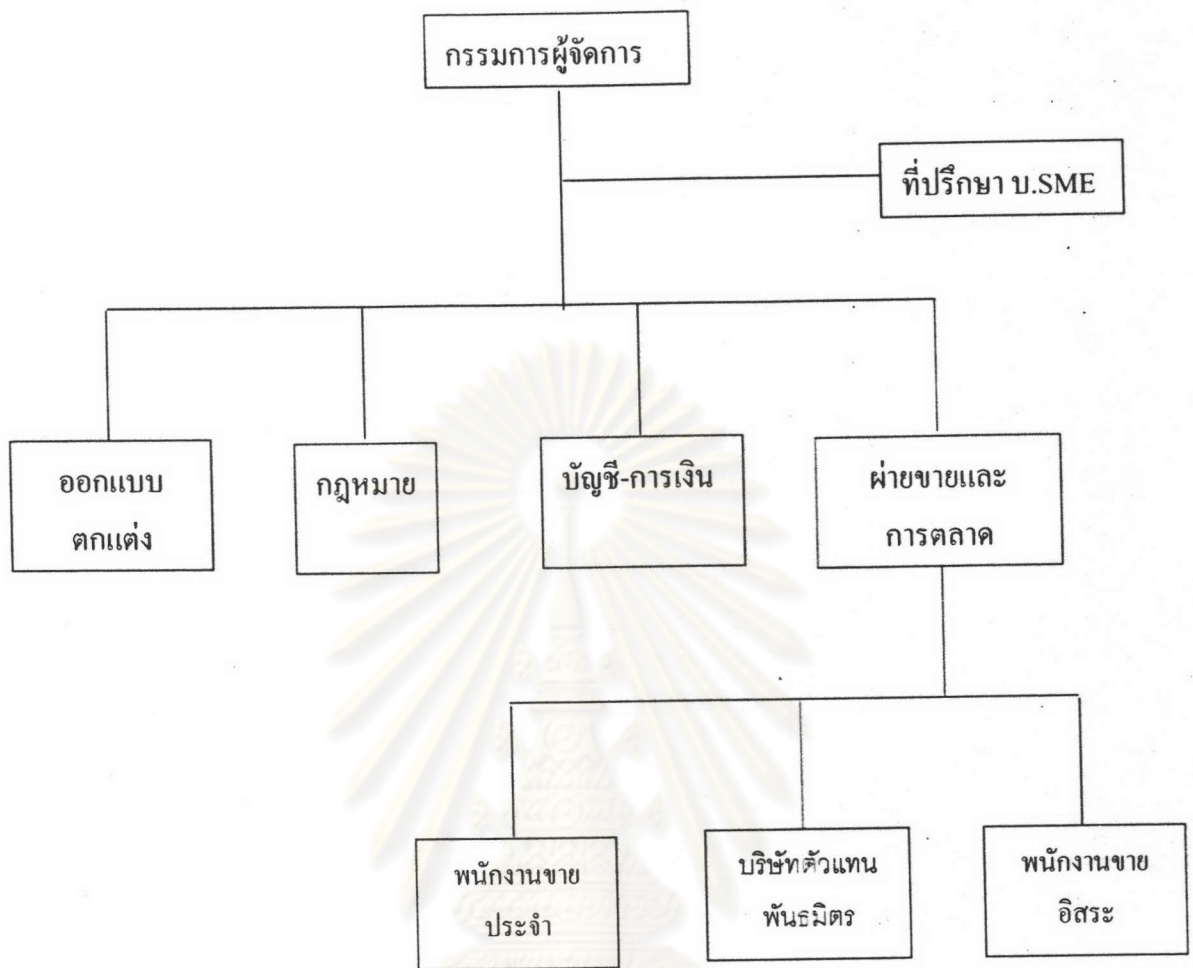 กรรมการผู้จัดการ
ที่ปรึกษา บ.SME
ออกแบบ
ตกแต่ง
กฎหมาย
บัญชี-การเงิน
ฝ่ายขายและ
การตลาด
พนักงานขาย
ประจำ
บริษัทตัวแทน
พันธมิตร
พนักงานขาย
อิสระ